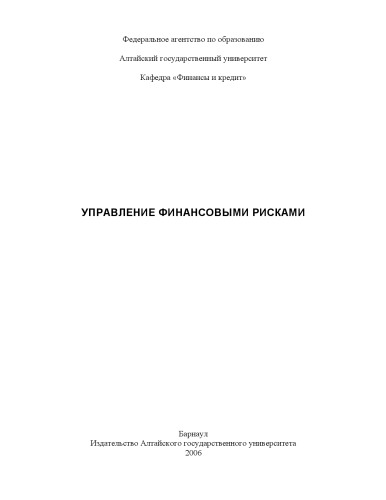 Федеральное агентство по образованию
Алтайский государственный университет
Кафедра «Финансы и кредит»
УПРАВЛЕНИЕ ФИНАНСОВЫМИ РИСКАМИ
Барнаул
Издательство Алтайского государственного университета
2006